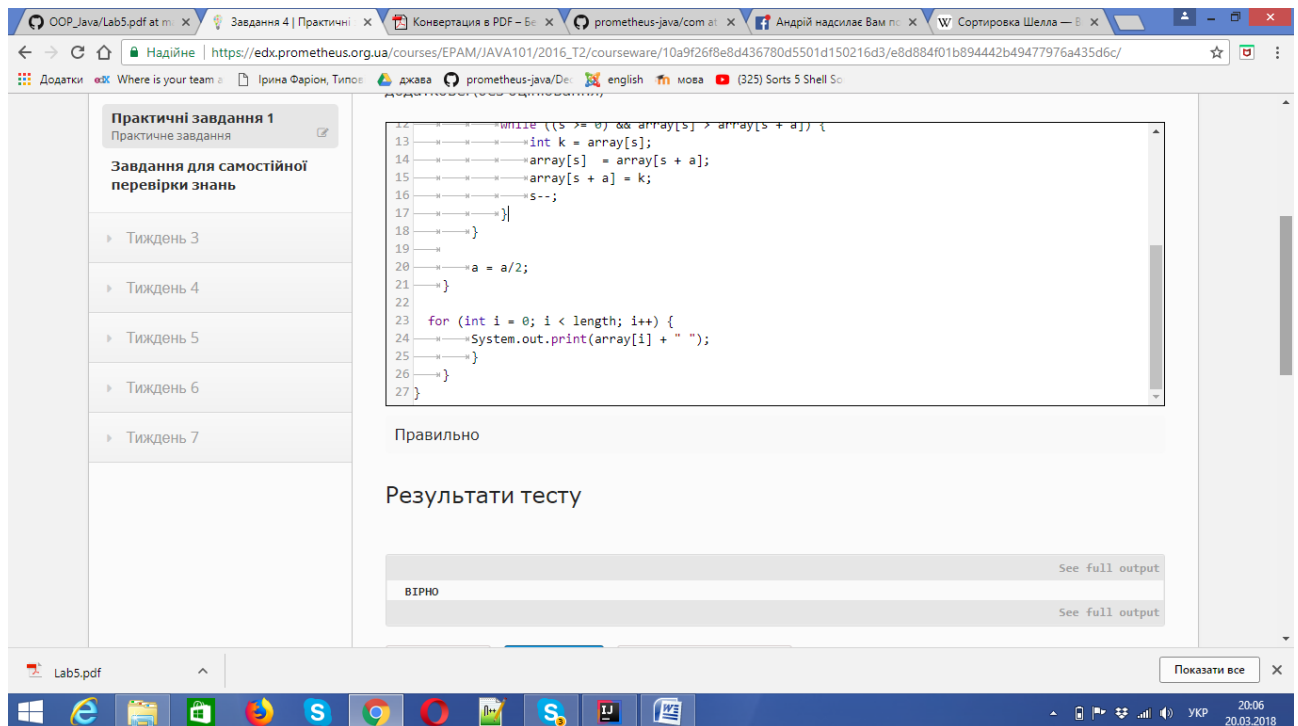 OOP_Java/Lab5.pdf at m
Завдання 4 | Практичні
Конвертация в PDF – Бе
prometheus-java/com at
Андрій надсилає Вам по
Сортировка Шелла — В
Надійне | https://edx.prometheus.org.ua/courses/EPAM/JAVA101/2016_T2/courseware/10a9f26f8e8d436780d5501d150216d3/e8d884f01b894442b49477976a435d6c/
Додатки
edX Where is your team a
Ірина Фаріон, Типов
джава
prometheus-java/Dec
english
мова
(325) Sorts 5 Shell So
Практичні завдання 1
Практичне завдання
Завдання для самостійної
перевірки знань
Тиждень 3
Тиждень 4
Тиждень 5
Тиждень 6
Тиждень 7
12 while ((s >= 0) && array[s] > array[s + a]) {
13 int k = array[s];
14 array[s] = array[s + a];
15 array[s + a] = k;
16 s--;
17 }
18 }
19
20 a = a/2;
21 }
22
23 for (int i = 0; i < length; i++) {
24 System.out.print(array[i] + " ");
25 }
26 }
27 }
Правильно
Результати тесту
See full output
ВІРНО
See full output
Lab5.pdf
Показати все
УКР
20:06
20.03.2018